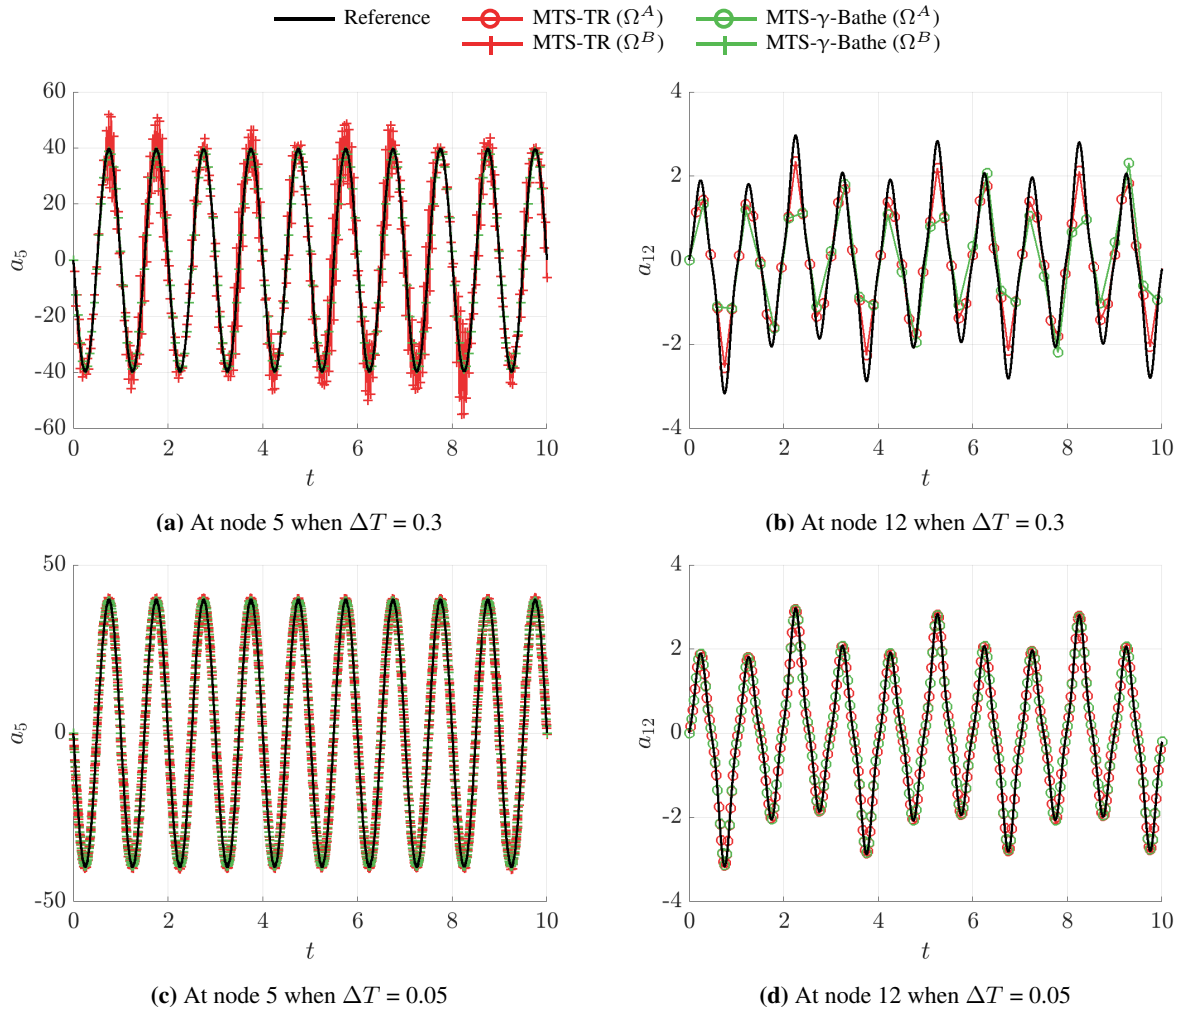 Reference
MTS-TR (Ω^A)
MTS-γ-Bathe (Ω^A)
MTS-TR (Ω^B)
MTS-γ-Bathe (Ω^B)
60
40
20
0
-20
-40
-60
a_5
0 2 4 6 8 10
t
(a) At node 5 when ΔT = 0.3
4
2
0
-2
-4
a_12
0 2 4 6 8 10
t
(b) At node 12 when ΔT = 0.3
50
0
-50
a_5
0 2 4 6 8 10
t
(c) At node 5 when ΔT = 0.05
4
2
0
-2
-4
a_12
0 2 4 6 8 10
t
(d) At node 12 when ΔT = 0.05